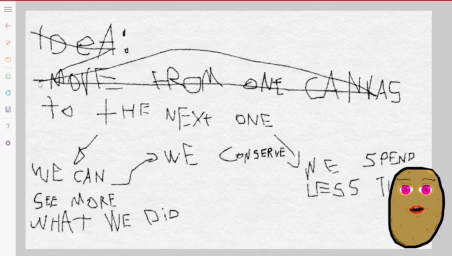 IDEA:
MOVE FROM ONE CANVAS
TO THE NEXT ONE
WE CAN
SEE MORE
WHAT WE DID
WE CONSERVE
WE SPEND
LESS